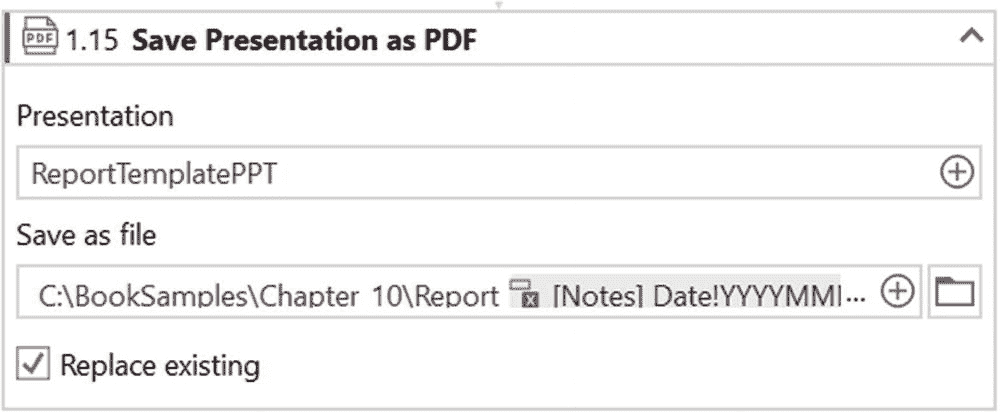 PDF 1.15 Save Presentation as PDF
Presentation
ReportTemplatePPT
Save as file
C:\BookSamples\Chapter 10\Report [Notes] Date!YYYYMM...
Replace existing